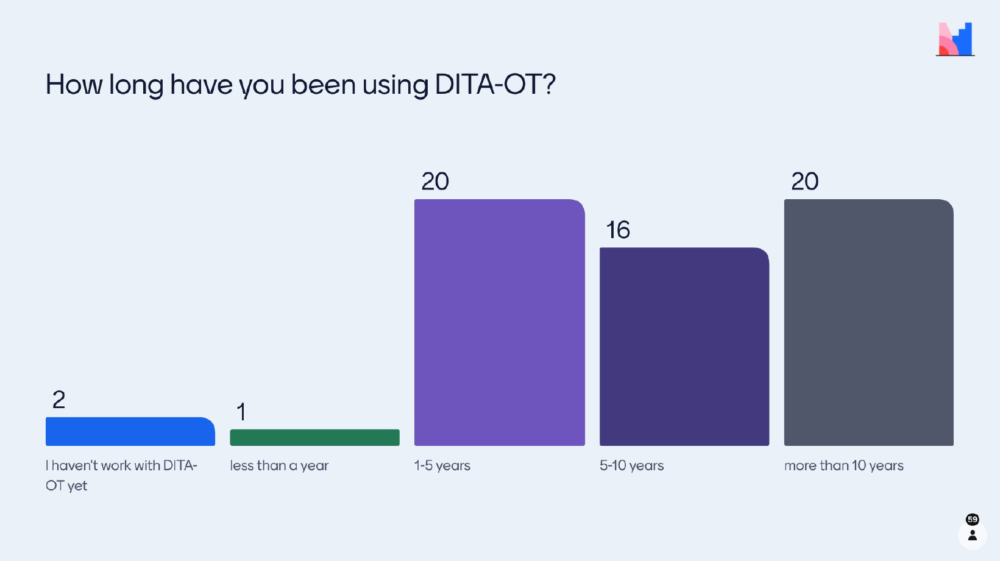 How long have you been using DITA-OT?
20
20
16
2
1
I haven't work with DITA-
OT yet
less than a year
1-5 years
5-10 years
more than 10 years
59